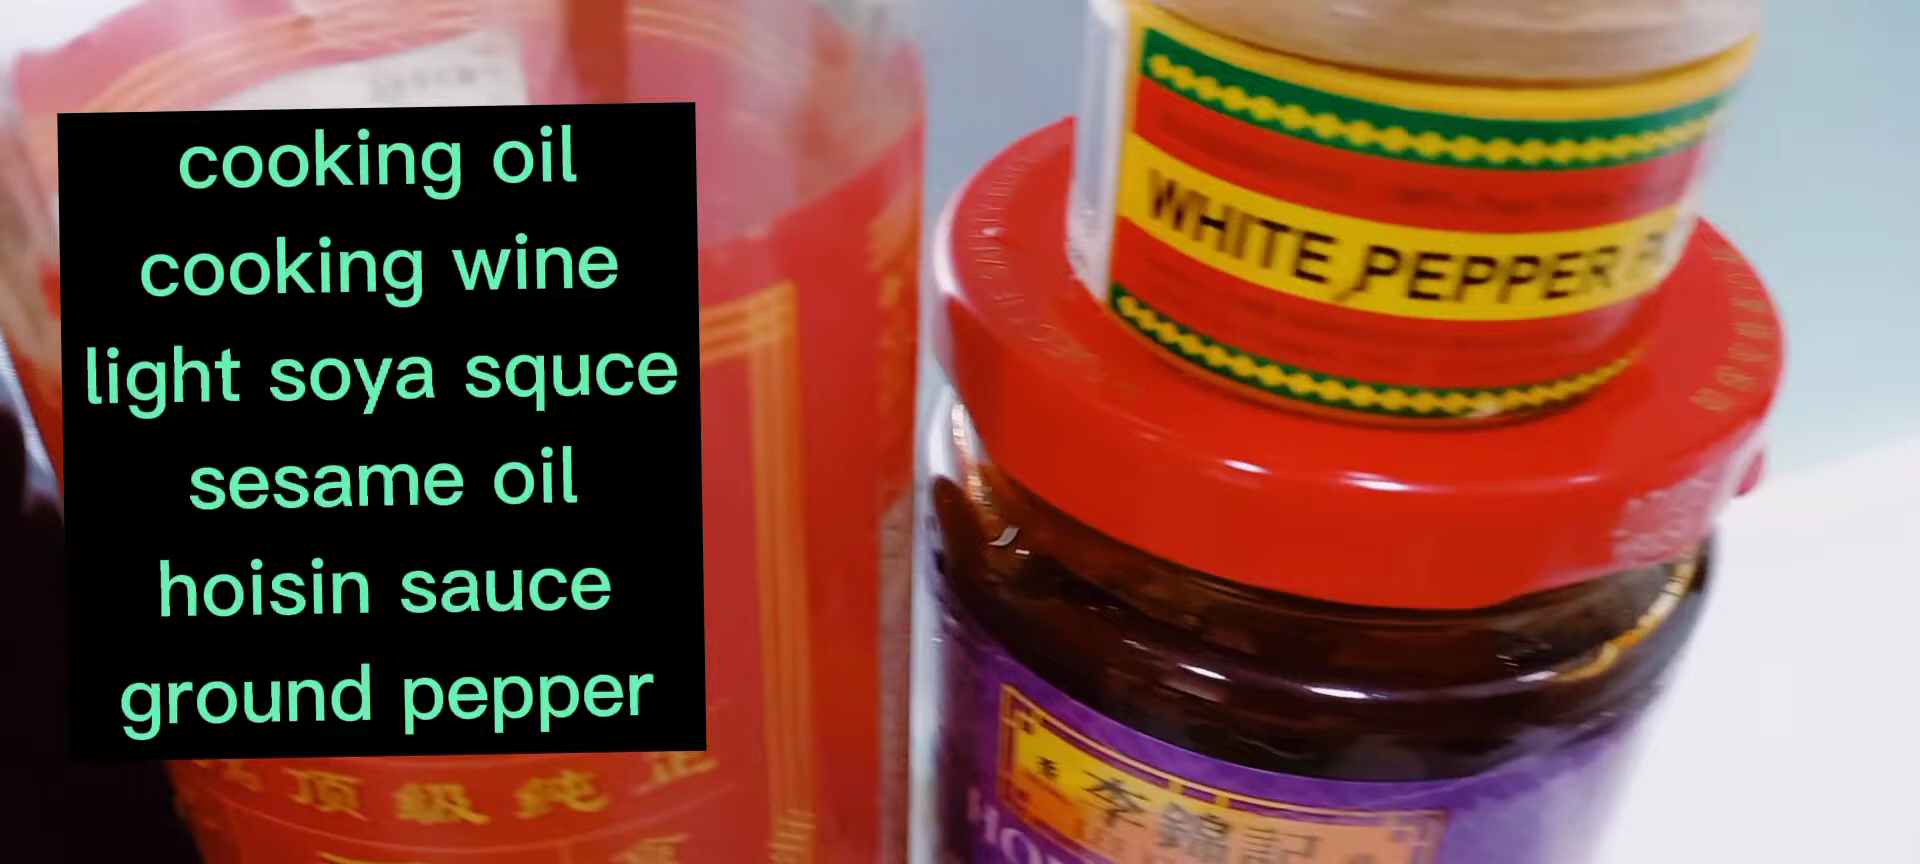 cooking oil
cooking wine
light soya squce
sesame oil
hoisin sauce
ground pepper
WHITE PEPPER
顶级纯
李錦記